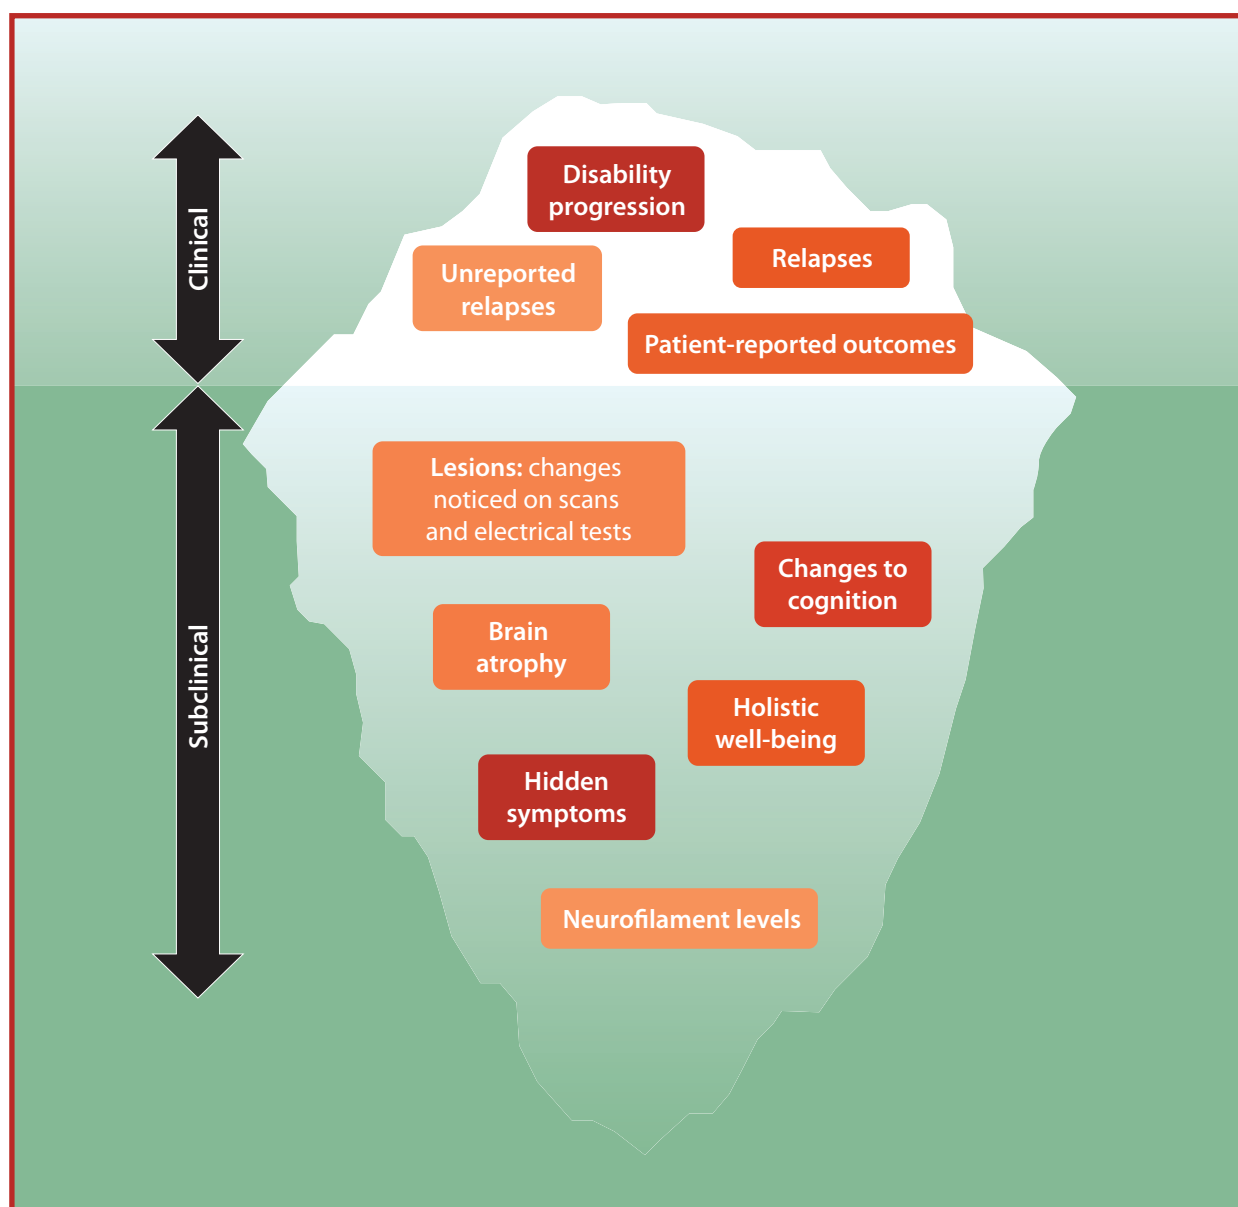 Clinical
Disability
progression
Unreported
relapses
Relapses
Patient-reported outcomes
Subclinical
Lesions: changes
noticed on scans
and electrical tests
Changes to
cognition
Brain
atrophy
Holistic
well-being
Hidden
symptoms
Neurofilament levels